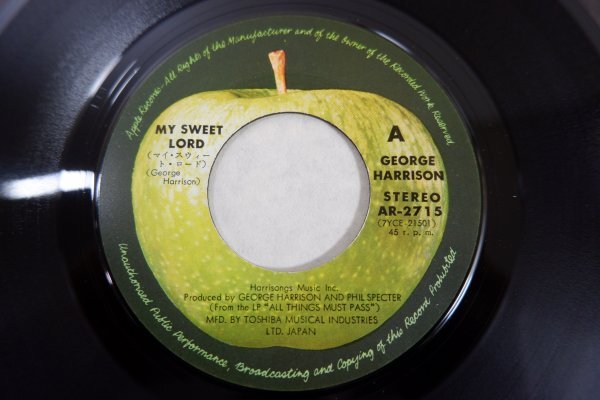 Apple Records-All Rights of the Manufacturer and of the Owner of the Recorded Work Reserved
MY SWEET
LORD
(マイ・スウィー
ト・ロード)
(George
Harrison)
A
GEORGE
HARRISON
STEREO
AR-2715
(7YCE-21501)
45 r. p. m.
Harrisongs Music Inc.
Produced by GEORGE HARRISON AND PHIL SPECTER
(From the LP "ALL THINGS MUST PASS")
MFD. BY TOSHIBA MUSICAL INDUSTRIES
LTD. JAPAN
Unauthorised Public Performance, Broadcasting and Copying of this Record Prohibited